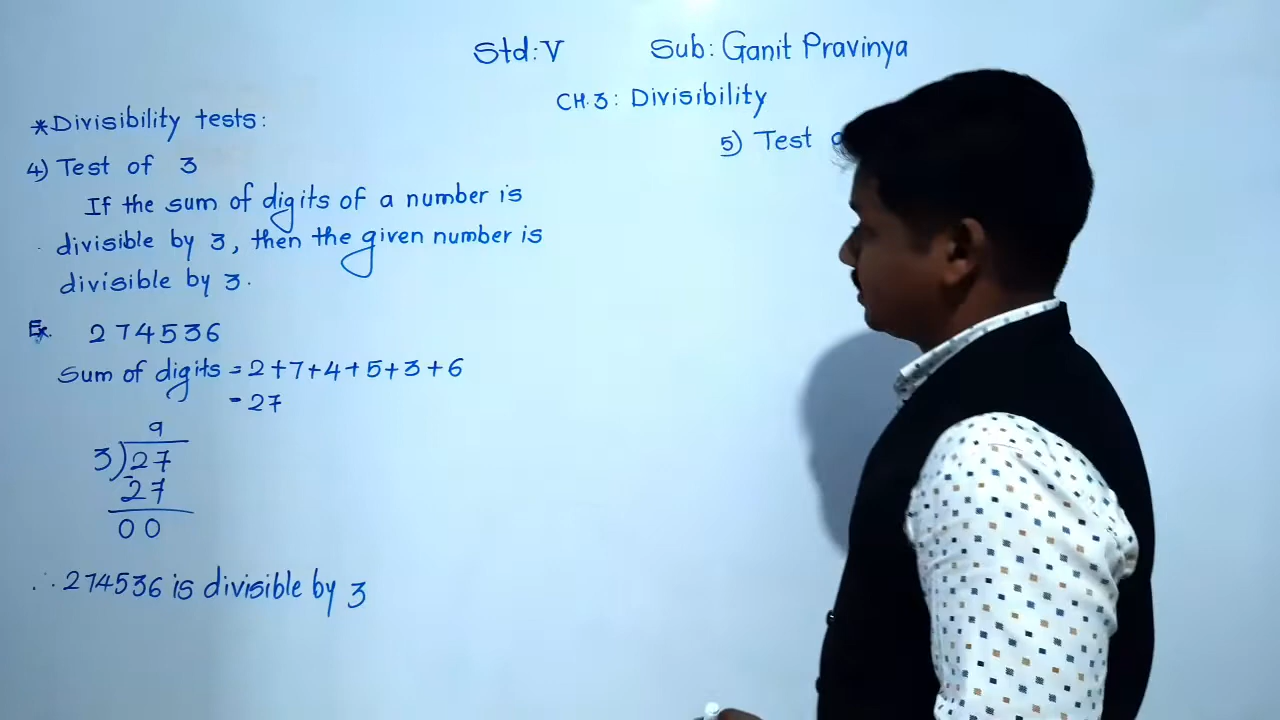 Std: V Sub: Ganit Pravinya
CH. 3: Divisibility
*Divisibility tests:
4) Test of 3
If the sum of digits of a number is
divisible by 3, then the given number is
divisible by 3.
Ex. 274536
Sum of digits = 2+7+4+5+3+6
= 27
9
3)27
- 27
00
∴ 274536 is divisible by 3
5) Test